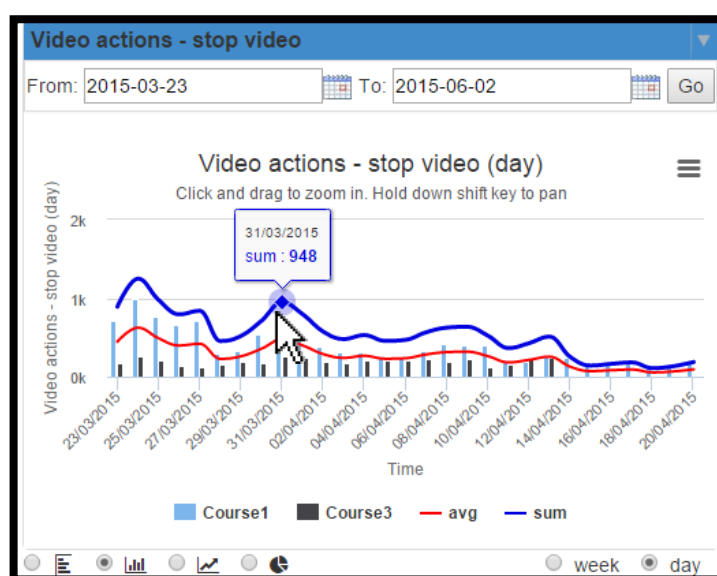 Video actions - stop video
From: 2015-03-23 To: 2015-06-02 Go
Video actions - stop video (day)
Click and drag to zoom in. Hold down shift key to pan
Video actions - stop video (day)
2k
1k
0k
31/03/2015
sum : 948
23/03/2015
25/03/2015
27/03/2015
29/03/2015
31/03/2015
02/04/2015
04/04/2015
06/04/2015
08/04/2015
10/04/2015
12/04/2015
14/04/2015
16/04/2015
18/04/2015
20/04/2015
Time
Course1 Course3 avg sum
week day